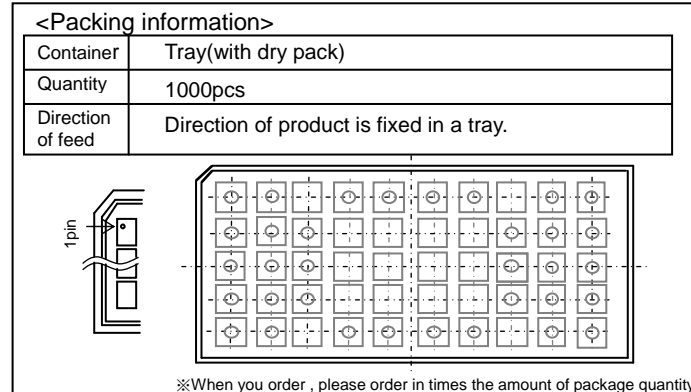 <Packing information>
Container Tray(with dry pack)
Quantity 1000pcs
Direction of feed Direction of product is fixed in a tray.
1pin
※When you order , please order in times the amount of package quantity